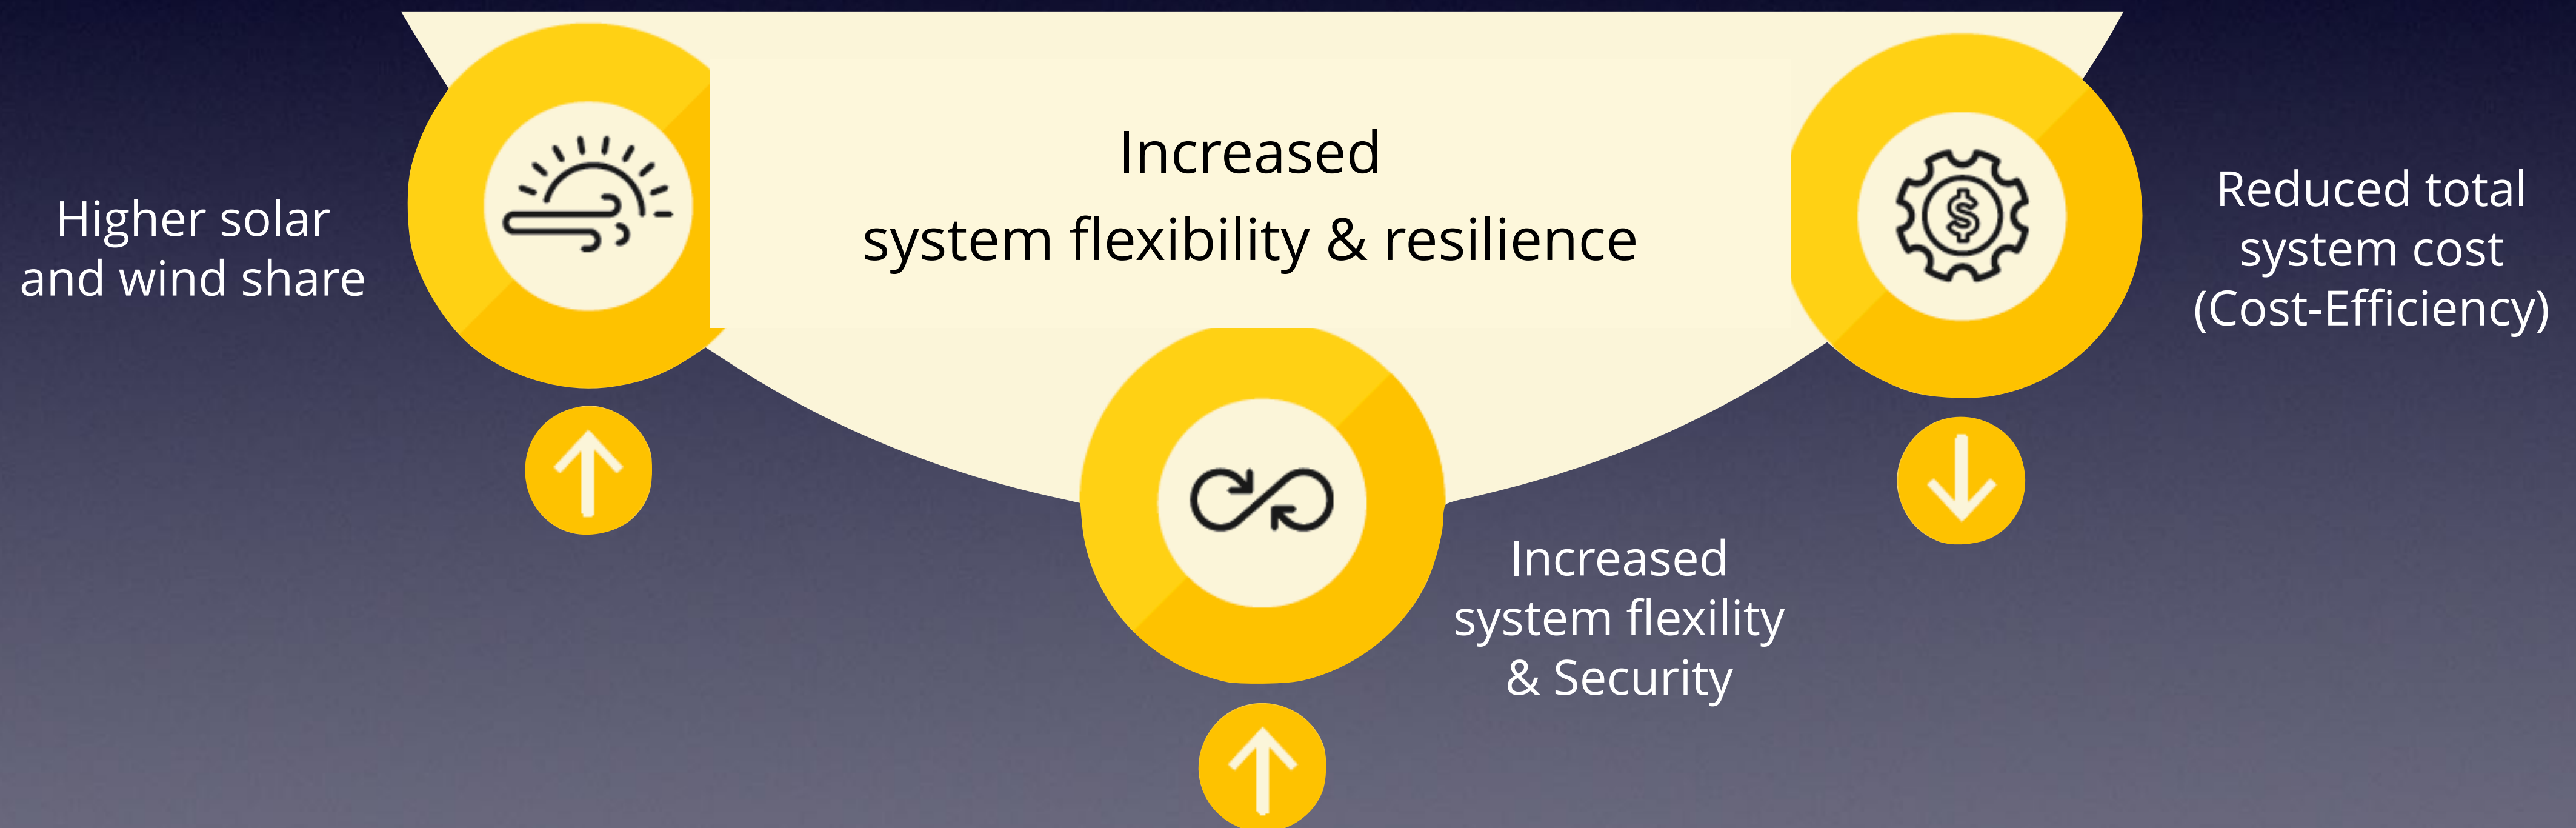 Higher solar
and wind share
Increased
system flexibility & resilience
Reduced total
system cost
(Cost-Efficiency)
Increased
system flexility
& Security